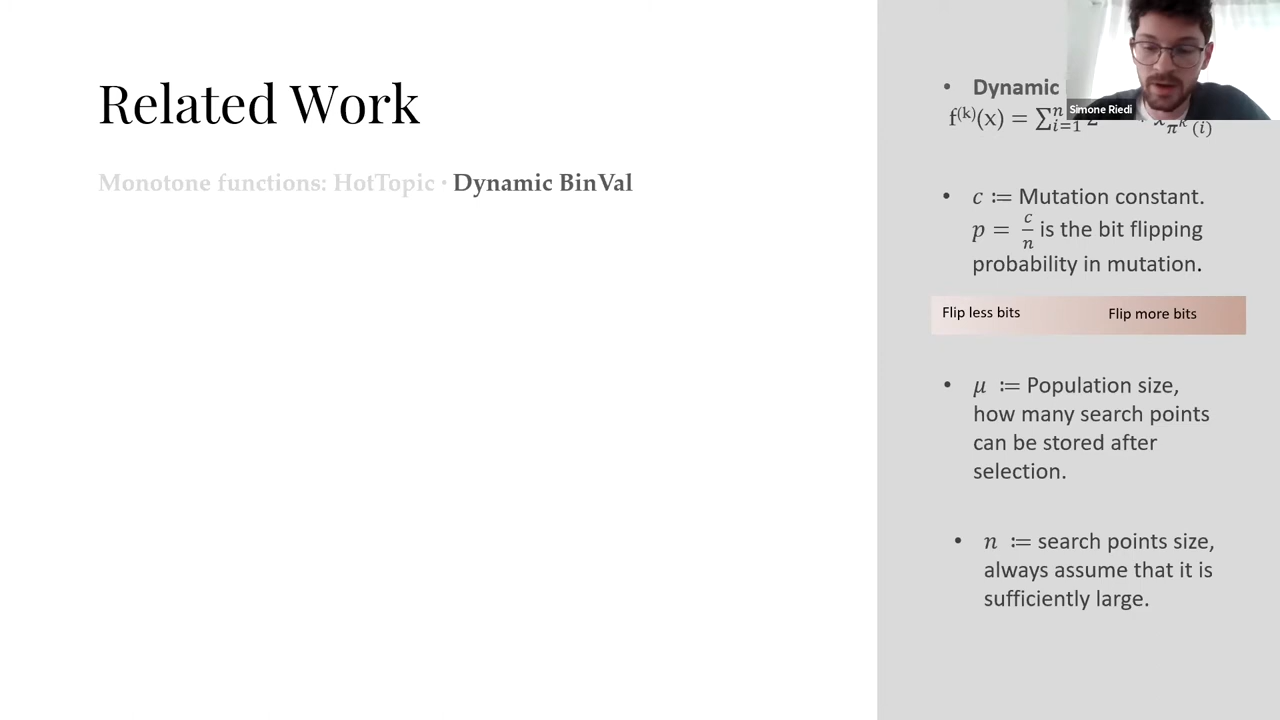 Related Work
Monotone functions: HotTopic · Dynamic BinVal
• Dynamic
Simone Riedi
f⁽ᵏ⁾(x) = ∑ⁿᵢ₌₁
• c := Mutation constant.
p = c/n is the bit flipping
probability in mutation.
Flip less bits Flip more bits
• μ := Population size,
how many search points
can be stored after
selection.
• n := search points size,
always assume that it is
sufficiently large.